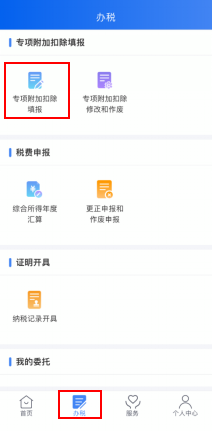 办税
专项附加扣除填报
专项附加扣除
填报
专项附加扣除
修改和作废
税费申报
综合所得年度
汇算
更正申报和
作废申报
证明开具
纳税记录开具
我的委托
首页
办税
服务
个人中心